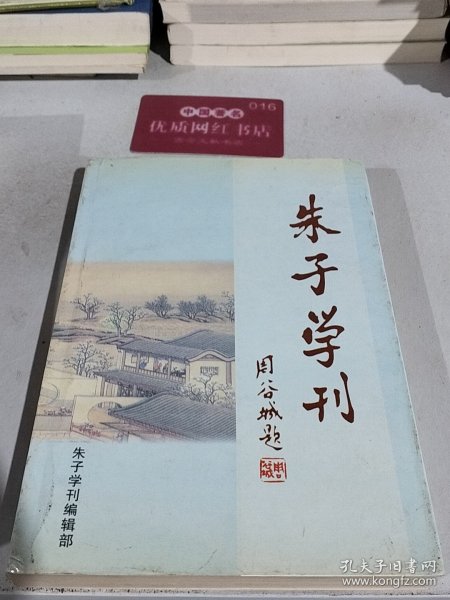 中国著名
016
优质网红书店
朱子学刊
周谷城题
朱子学刊编辑部
孔夫子旧书网
www.kongfz.com